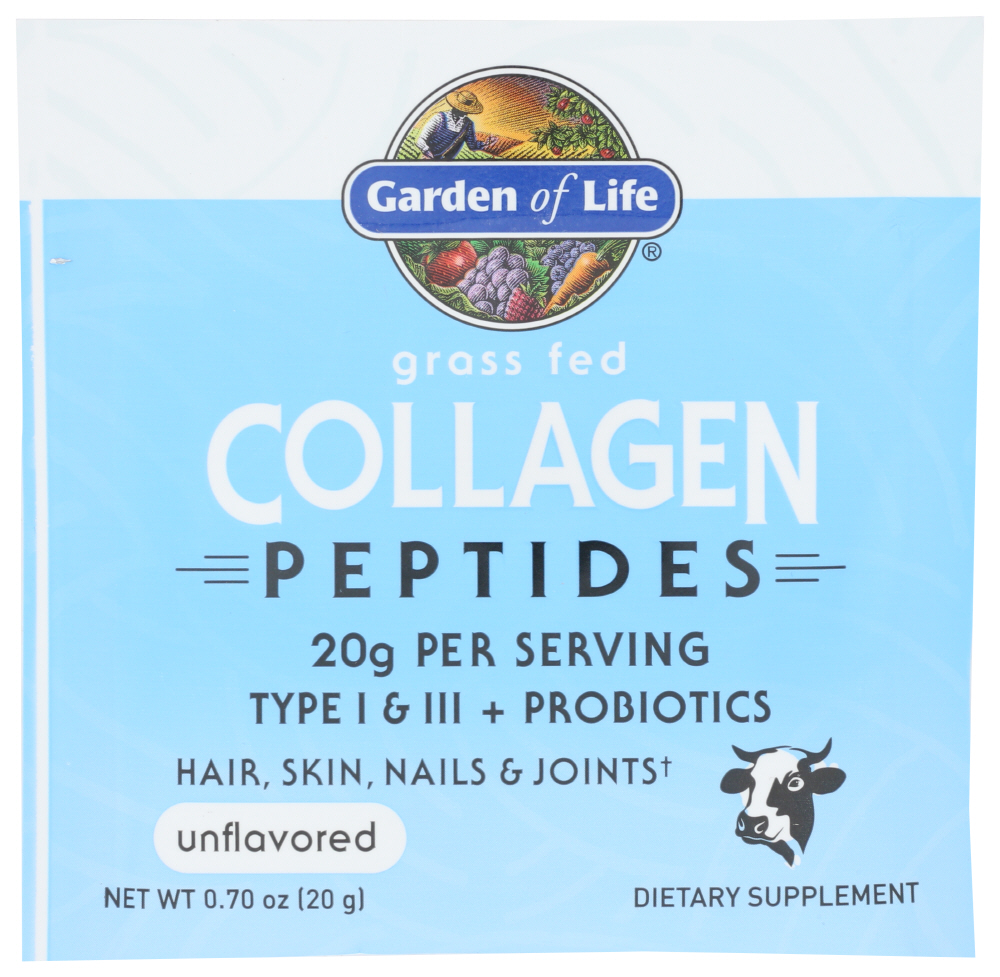 Garden of Life
®
grass fed
COLLAGEN
PEPTIDES
20g PER SERVING
TYPE I & III + PROBIOTICS
HAIR, SKIN, NAILS & JOINTS†
unflavored
NET WT 0.70 oz (20 g)
DIETARY SUPPLEMENT